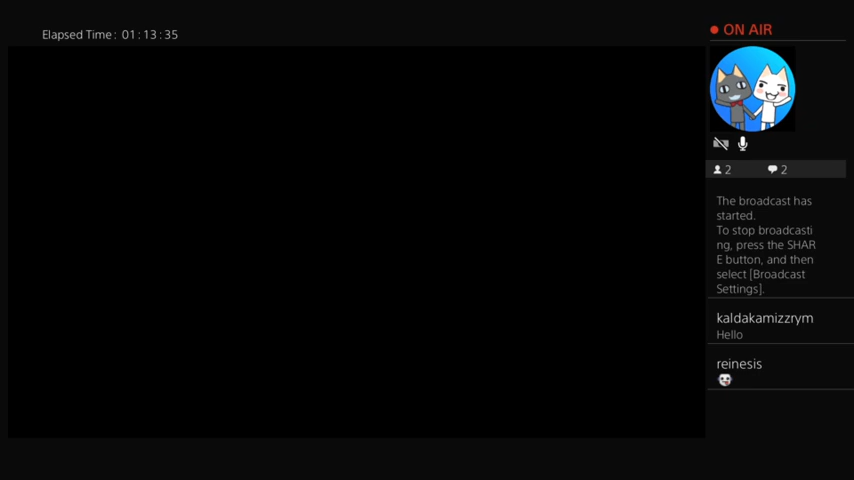 Elapsed Time : 01 : 13 : 35
ON AIR
2 2
The broadcast has
started.
To stop broadcasti
ng, press the SHAR
E button, and then
select [Broadcast
Settings].
kaldakamizzrym
Hello
reinesis